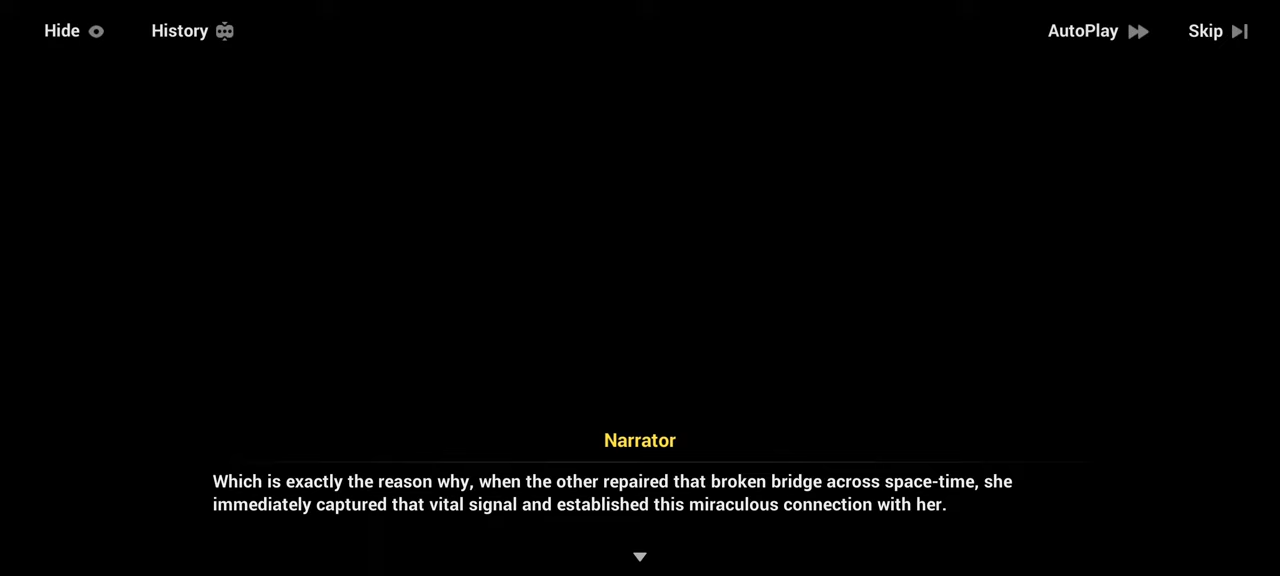 Hide History AutoPlay Skip
Narrator
Which is exactly the reason why, when the other repaired that broken bridge across space-time, she
immediately captured that vital signal and established this miraculous connection with her.